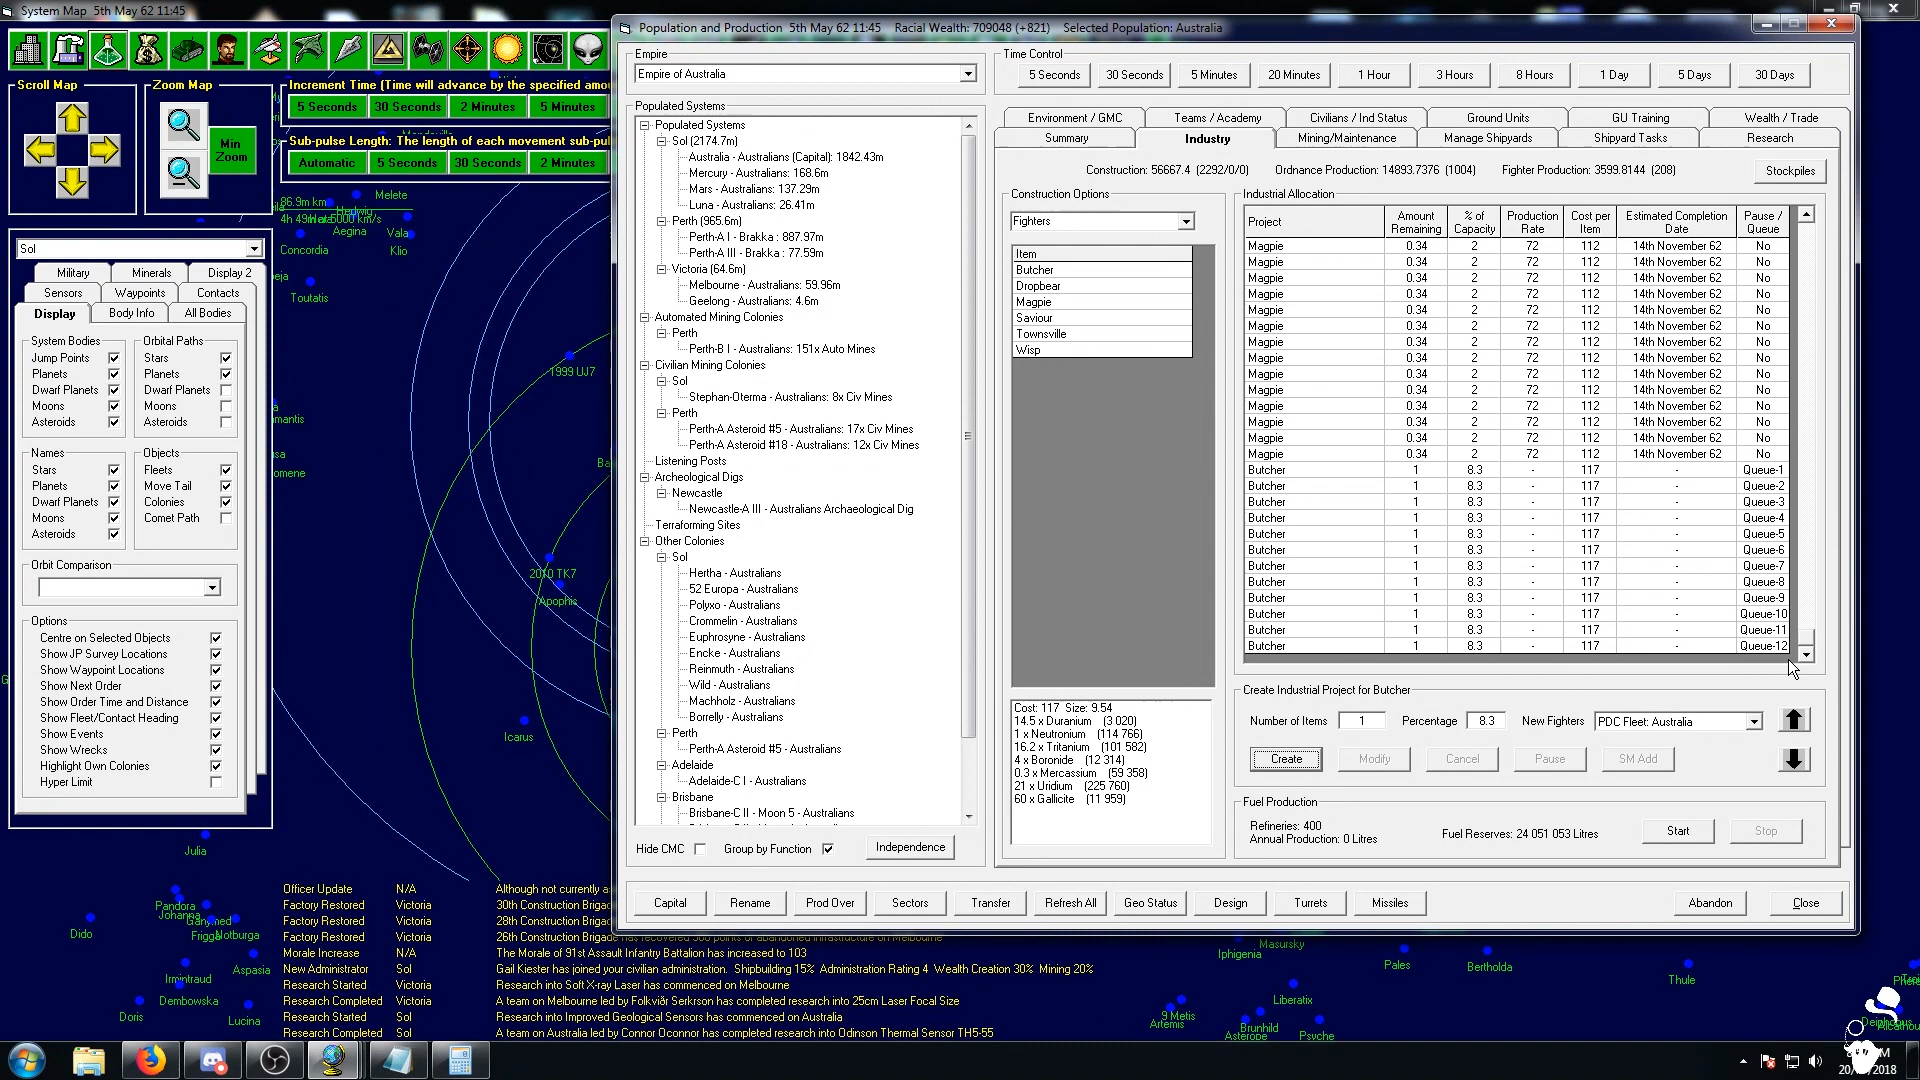 System Map 5th May 62 11:45
Scroll Map
Zoom Map
Min Zoom
Increment Time (Time will advance by the specified amou
5 Seconds 30 Seconds 2 Minutes 5 Minutes
Sub-pulse Length: The length of each movement sub-pul
Automatic 5 Seconds 30 Seconds 2 Minutes
86.9m km
Melete
Aegina
Vala
Klio
Concordia
Toutatis
1999 UJ7
2010 TK7
Apophis
Icarus
Sol
Military Minerals Display 2
Sensors Waypoints Contacts
Display Body Info All Bodies
System Bodies
Jump Points
Planets
Dwarf Planets
Moons
Asteroids
Orbital Paths
Stars
Planets
Dwarf Planets
Moons
Asteroids
Names
Stars
Planets
Dwarf Planets
Moons
Asteroids
Objects
Fleets
Move Tail
Colonies
Comet Path
Orbit Comparison
Options
Centre on Selected Objects
Show JP Survey Locations
Show Waypoint Locations
Show Next Order
Show Order Time and Distance
Show Fleet/Contact Heading
Show Events
Show Wrecks
Highlight Own Colonies
Hyper Limit
Population and Production 5th May 62 11:45 Racial Wealth: 709048 (+821) Selected Population: Australia
Empire
Empire of Australia
Populated Systems
Populated Systems
Sol (2174.7m)
Australia - Australians (Capital): 1842.43m
Mercury - Australians: 168.6m
Mars - Australians: 137.29m
Luna - Australians: 26.41m
Perth (965.6m)
Perth-A I - Brakka : 887.97m
Perth-A III - Brakka : 77.59m
Victoria (64.6m)
Melbourne - Australians: 59.96m
Geelong - Australians: 4.6m
Automated Mining Colonies
Perth
Perth-B I - Australians: 151x Auto Mines
Civilian Mining Colonies
Sol
Stephan-Oterma - Australians: 8x Civ Mines
Perth
Perth-A Asteroid #5 - Australians: 17x Civ Mines
Perth-A Asteroid #18 - Australians: 12x Civ Mines
Listening Posts
Archeological Digs
Newcastle
Newcastle-A III - Australians Archaeological Dig
Terraforming Sites
Other Colonies
Sol
Hertha - Australians
52 Europa - Australians
Polyxo - Australians
Crommelin - Australians
Euphrosyne - Australians
Encke - Australians
Reinmuth - Australians
Wild - Australians
Machholz - Australians
Borrelly - Australians
Perth
Perth-A Asteroid #5 - Australians
Adelaide
Adelaide-C I - Australians
Brisbane
Brisbane-C II - Moon 5 - Australians
Hide CMC Group by Function Independence
Time Control
5 Seconds 30 Seconds 5 Minutes 20 Minutes 1 Hour 3 Hours 8 Hours 1 Day 5 Days 30 Days
Environment / GMC Teams / Academy Civilians / Ind Status Ground Units GU Training Wealth / Trade
Summary Industry Mining/Maintenance Manage Shipyards Shipyard Tasks Research
Construction: 56667.4 (2292/0/0) Ordnance Production: 14893.7376 (1004) Fighter Production: 3599.8144 (208) Stockpiles
Construction Options
Fighters
Item
Butcher
Dropbear
Magpie
Saviour
Townsville
Wisp
Cost: 117 Size: 9.54
14.5 x Duranium (3 020)
1 x Neutronium (114 766)
16.2 x Tritanium (101 582)
4 x Boronide (12 314)
0.3 x Mercassium (59 358)
21 x Uridium (225 760)
60 x Gallicite (11 959)
Industrial Allocation
Project Amount Remaining % of Capacity Production Rate Cost per Item Estimated Completion Date Pause / Queue
Magpie 0.34 2 72 112 14th November 62 No
Magpie 0.34 2 72 112 14th November 62 No
Magpie 0.34 2 72 112 14th November 62 No
Magpie 0.34 2 72 112 14th November 62 No
Magpie 0.34 2 72 112 14th November 62 No
Magpie 0.34 2 72 112 14th November 62 No
Magpie 0.34 2 72 112 14th November 62 No
Magpie 0.34 2 72 112 14th November 62 No
Magpie 0.34 2 72 112 14th November 62 No
Magpie 0.34 2 72 112 14th November 62 No
Magpie 0.34 2 72 112 14th November 62 No
Magpie 0.34 2 72 112 14th November 62 No
Magpie 0.34 2 72 112 14th November 62 No
Magpie 0.34 2 72 112 14th November 62 No
Butcher 1 8.3 - 117 - Queue-1
Butcher 1 8.3 - 117 - Queue-2
Butcher 1 8.3 - 117 - Queue-3
Butcher 1 8.3 - 117 - Queue-4
Butcher 1 8.3 - 117 - Queue-5
Butcher 1 8.3 - 117 - Queue-6
Butcher 1 8.3 - 117 - Queue-7
Butcher 1 8.3 - 117 - Queue-8
Butcher 1 8.3 - 117 - Queue-9
Butcher 1 8.3 - 117 - Queue-10
Butcher 1 8.3 - 117 - Queue-11
Butcher 1 8.3 - 117 - Queue-12
Create Industrial Project for Butcher
Number of Items 1 Percentage 8.3 New Fighters PDC Fleet: Australia
Create Modify Cancel Pause SM Add
Fuel Production
Refineries: 400
Annual Production: 0 Litres
Fuel Reserves: 24 051 053 Litres
Start Stop
Capital Rename Prod Over Sectors Transfer Refresh All Geo Status Design Turrets Missiles Abandon Close
Julia
Pandora
Johanna
Ganymed
Frigga
Notburga
Dido
Irmintraud
Aspasia
Dembowska
Doris
Lucina
Officer Update N/A Although not currently a
Factory Restored Victoria 30th Construction Brigad
Factory Restored Victoria 28th Construction Brigad
Factory Restored Victoria 26th Construction Brigade has recovered 360 points of abandoned infrastructure on Melbourne
Morale Increase N/A The Morale of 91st Assault Infantry Battalion has increased to 103
New Administrator Sol Gail Kiester has joined your civilian administration. Shipbuilding 15% Administration Rating 4 Wealth Creation 30% Mining 20%
Research Started Victoria Research into Soft X-ray Laser has commenced on Melbourne
Research Completed Victoria A team on Melbourne led by Folkviðr Serkrson has completed research into 25cm Laser Focal Size
Research Started Sol Research into Improved Geological Sensors has commenced on Australia
Research Completed Sol A team on Australia led by Connor Oconnor has completed research into Odinson Thermal Sensor TH5-55
Iphigenia
Masursky
Pales
Bertholda
Thule
Liberatix
9 Metis
Artemis
Brunhild
Asterope
Psyche